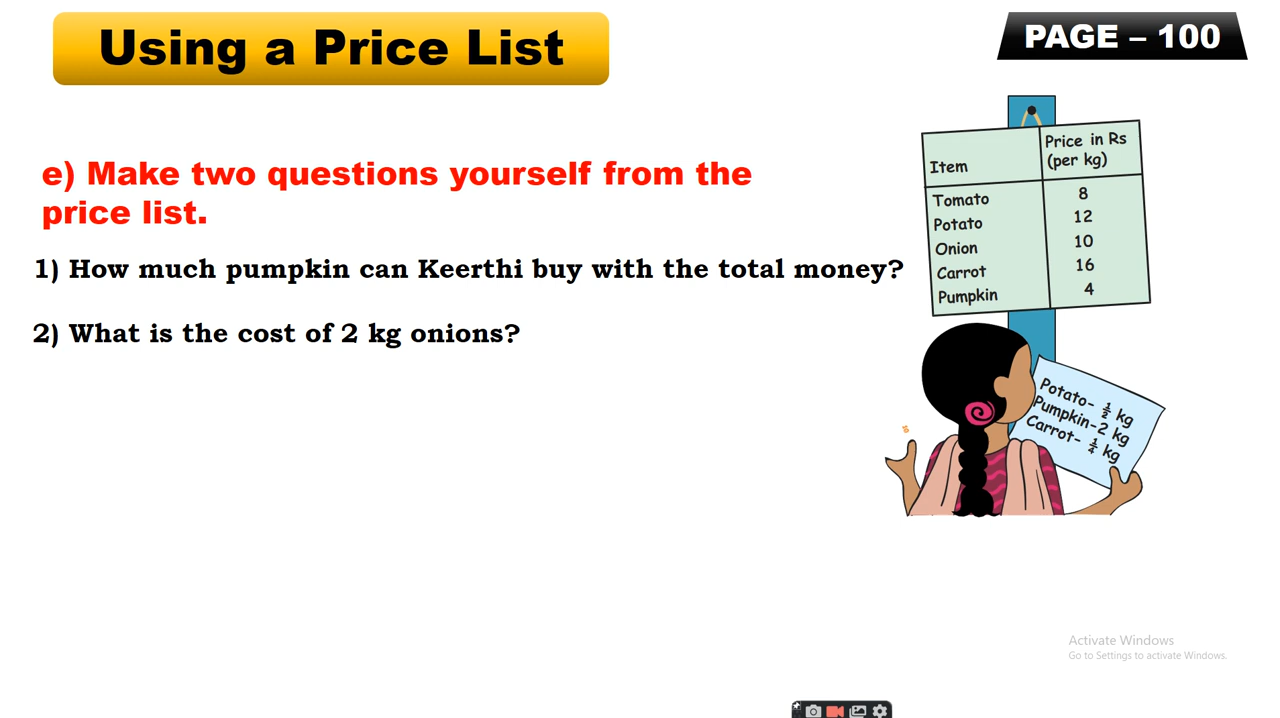 Using a Price List
PAGE – 100
e) Make two questions yourself from the
price list.
1) How much pumpkin can Keerthi buy with the total money?
2) What is the cost of 2 kg onions?
Item Price in Rs
(per kg)
Tomato 8
Potato 12
Onion 10
Carrot 16
Pumpkin 4
Potato- 1/2 kg
Pumpkin-2 kg
Carrot- 1/4 kg
Activate Windows
Go to Settings to activate Windows.